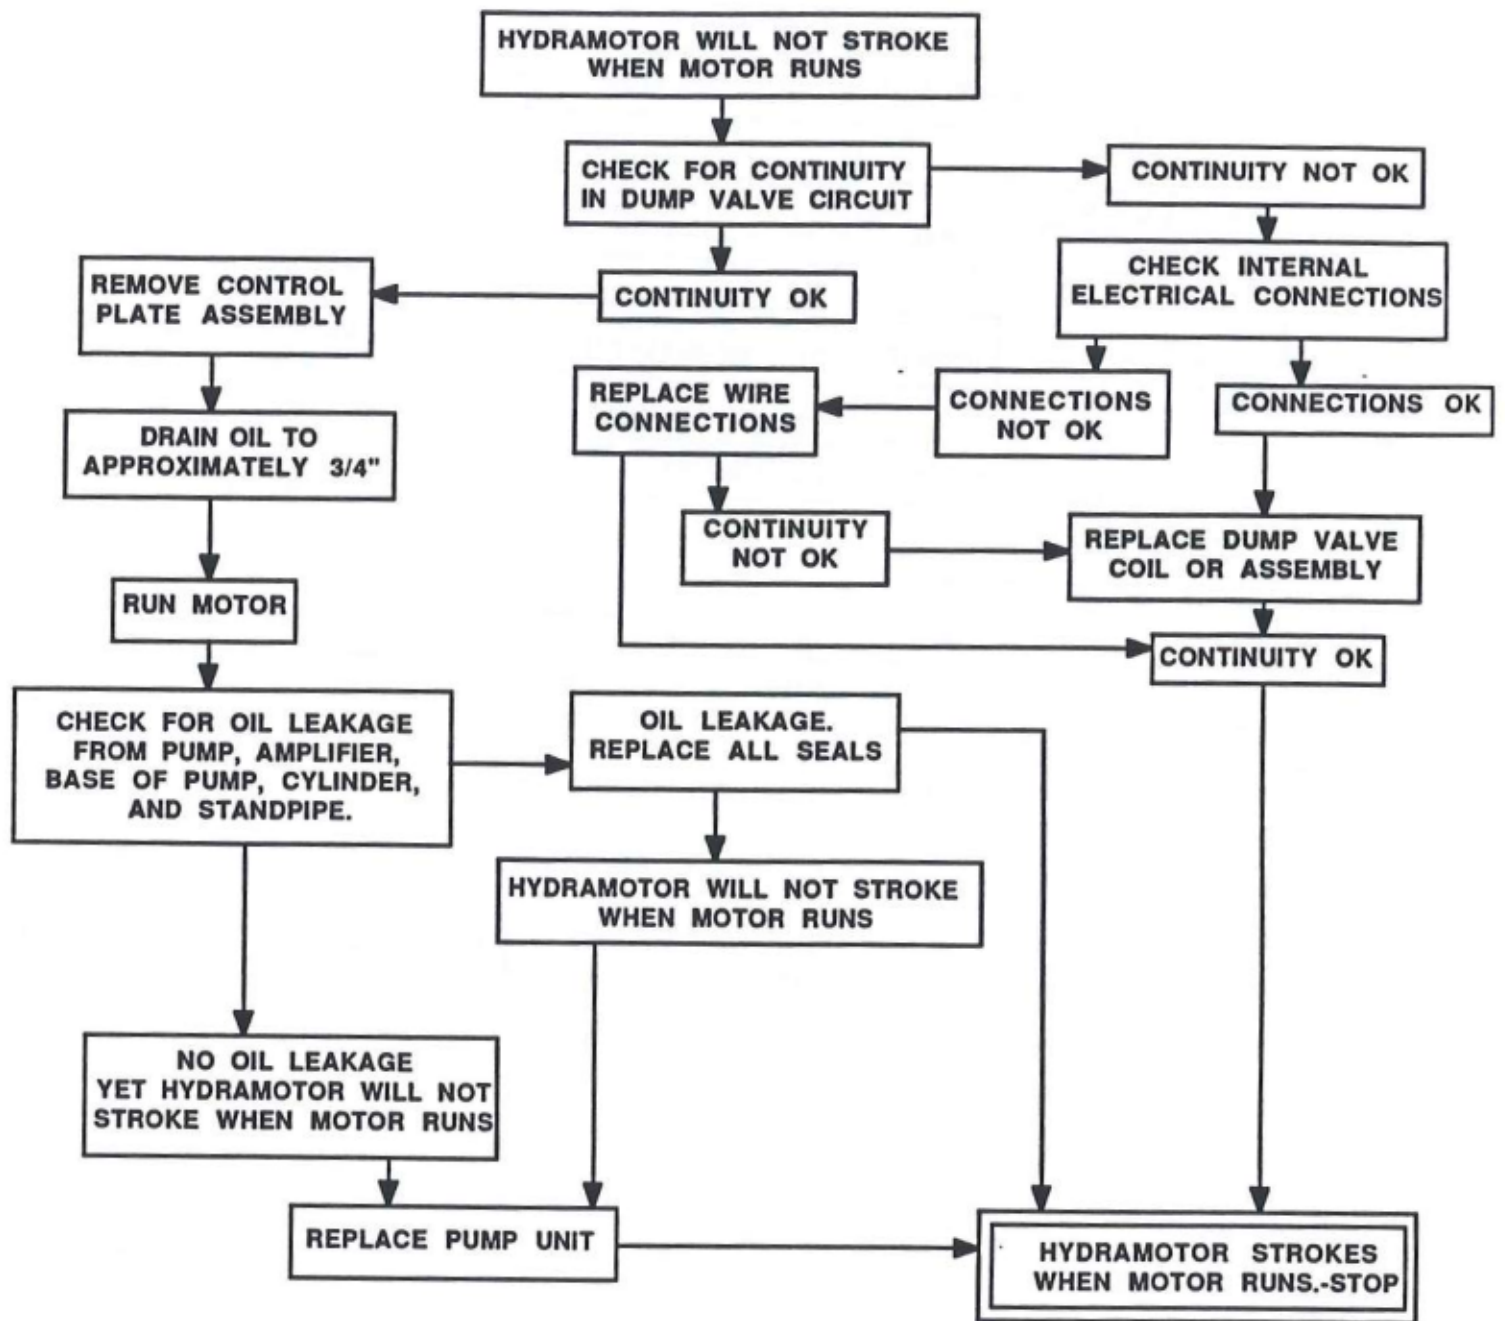 HYDRAMOTOR WILL NOT STROKE
WHEN MOTOR RUNS
CHECK FOR CONTINUITY
IN DUMP VALVE CIRCUIT
CONTINUITY NOT OK
CONTINUITY OK
CHECK INTERNAL
ELECTRICAL CONNECTIONS
REMOVE CONTROL
PLATE ASSEMBLY
REPLACE WIRE
CONNECTIONS
CONNECTIONS
NOT OK
CONNECTIONS OK
DRAIN OIL TO
APPROXIMATELY 3/4"
CONTINUITY
NOT OK
REPLACE DUMP VALVE
COIL OR ASSEMBLY
RUN MOTOR
CONTINUITY OK
CHECK FOR OIL LEAKAGE
FROM PUMP, AMPLIFIER,
BASE OF PUMP, CYLINDER,
AND STANDPIPE.
OIL LEAKAGE.
REPLACE ALL SEALS
HYDRAMOTOR WILL NOT STROKE
WHEN MOTOR RUNS
NO OIL LEAKAGE
YET HYDRAMOTOR WILL NOT
STROKE WHEN MOTOR RUNS
REPLACE PUMP UNIT
HYDRAMOTOR STROKES
WHEN MOTOR RUNS.-STOP